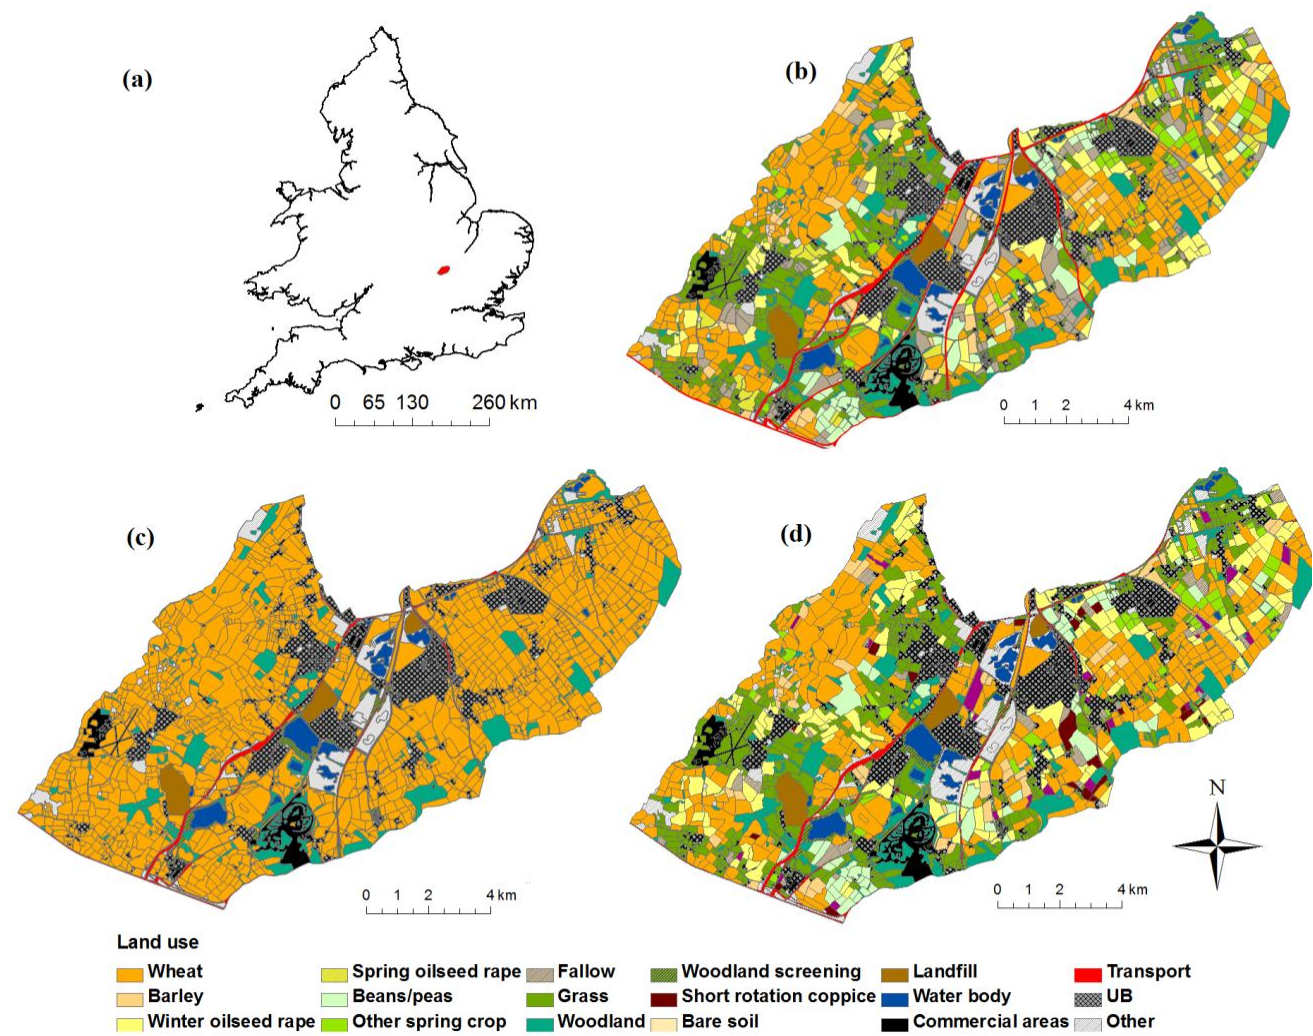 (a)
(b)
0 65 130 260 km
0 1 2 4 km
(c)
(d)
N
0 1 2 4 km
0 1 2 4 km
Land use
Wheat Spring oilseed rape Fallow Woodland screening Landfill Transport
Barley Beans/peas Grass Short rotation coppice Water body UB
Winter oilseed rape Other spring crop Woodland Bare soil Commercial areas Other